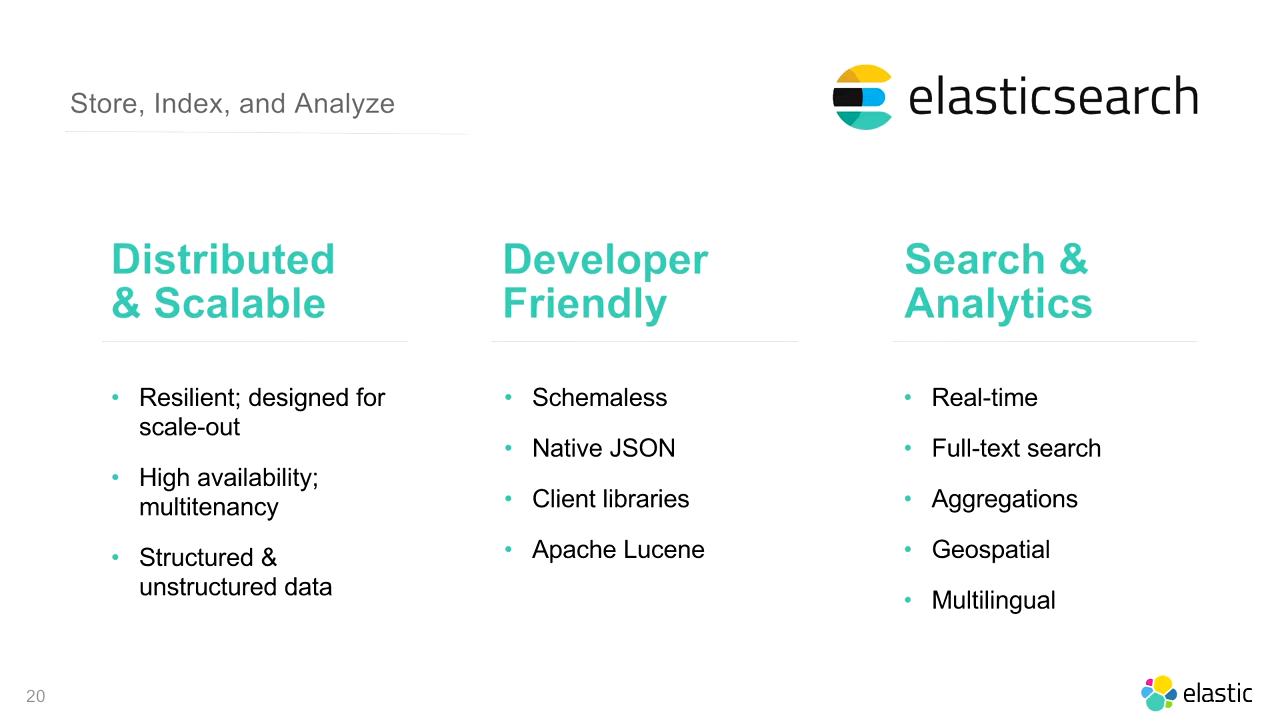 Store, Index, and Analyze
elasticsearch
Distributed
& Scalable
• Resilient; designed for
scale-out
• High availability;
multitenancy
• Structured &
unstructured data
Developer
Friendly
• Schemaless
• Native JSON
• Client libraries
• Apache Lucene
Search &
Analytics
• Real-time
• Full-text search
• Aggregations
• Geospatial
• Multilingual
20
elastic